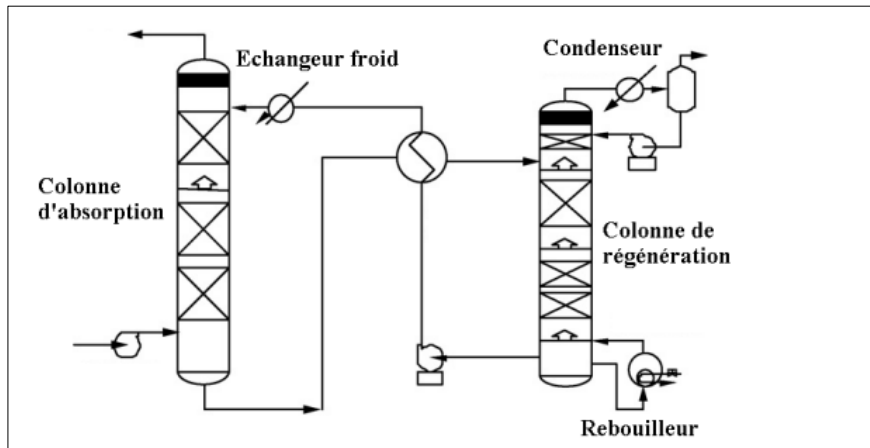 Echangeur froid
Condenseur
Colonne
d'absorption
Colonne de
régénération
Rebouilleur